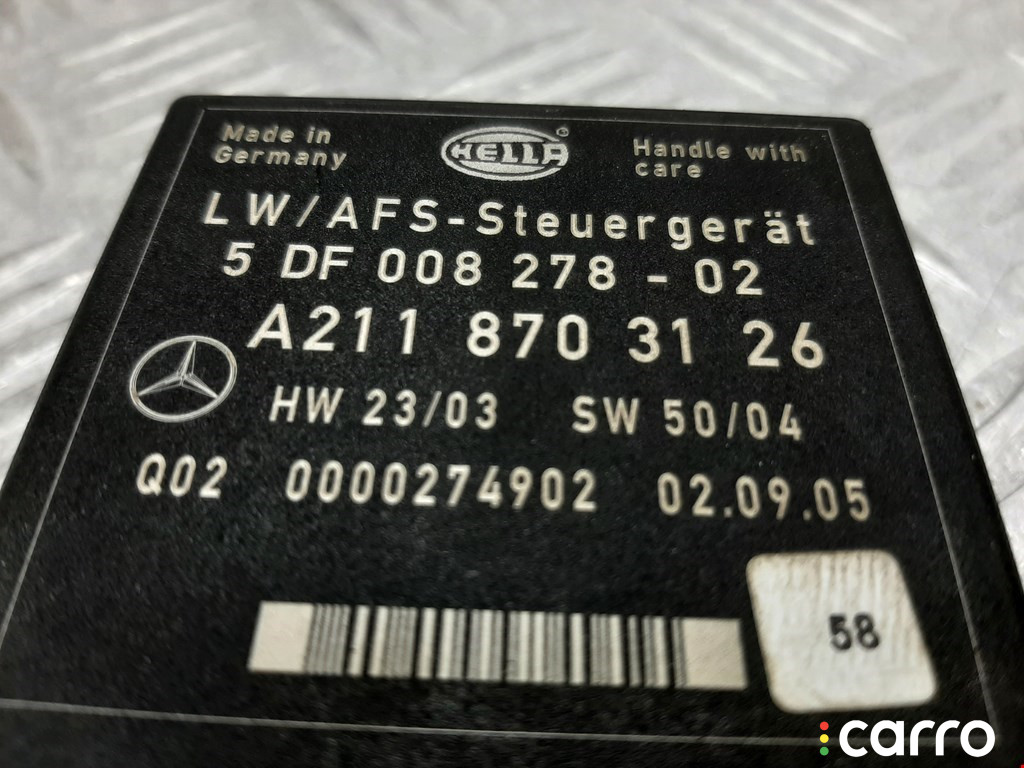 Made in
Germany
HELLA®
Handle with
care
LW/AFS-Steuergerät
5 DF 008 278 - 02
A211 870 31 26
HW 23/03 SW 50/04
Q02 0000274902 02.09.05
58
carro